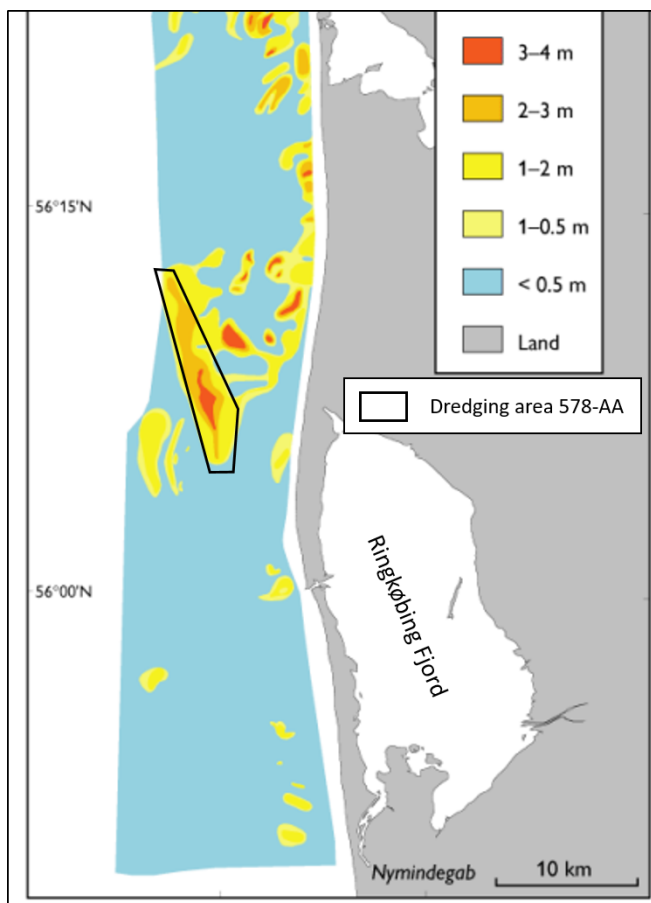 3–4 m
2–3 m
1–2 m
56°15'N
1–0.5 m
< 0.5 m
Land
Dredging area 578-AA
Ringkøbing Fjord
56°00'N
Nymindegab
10 km